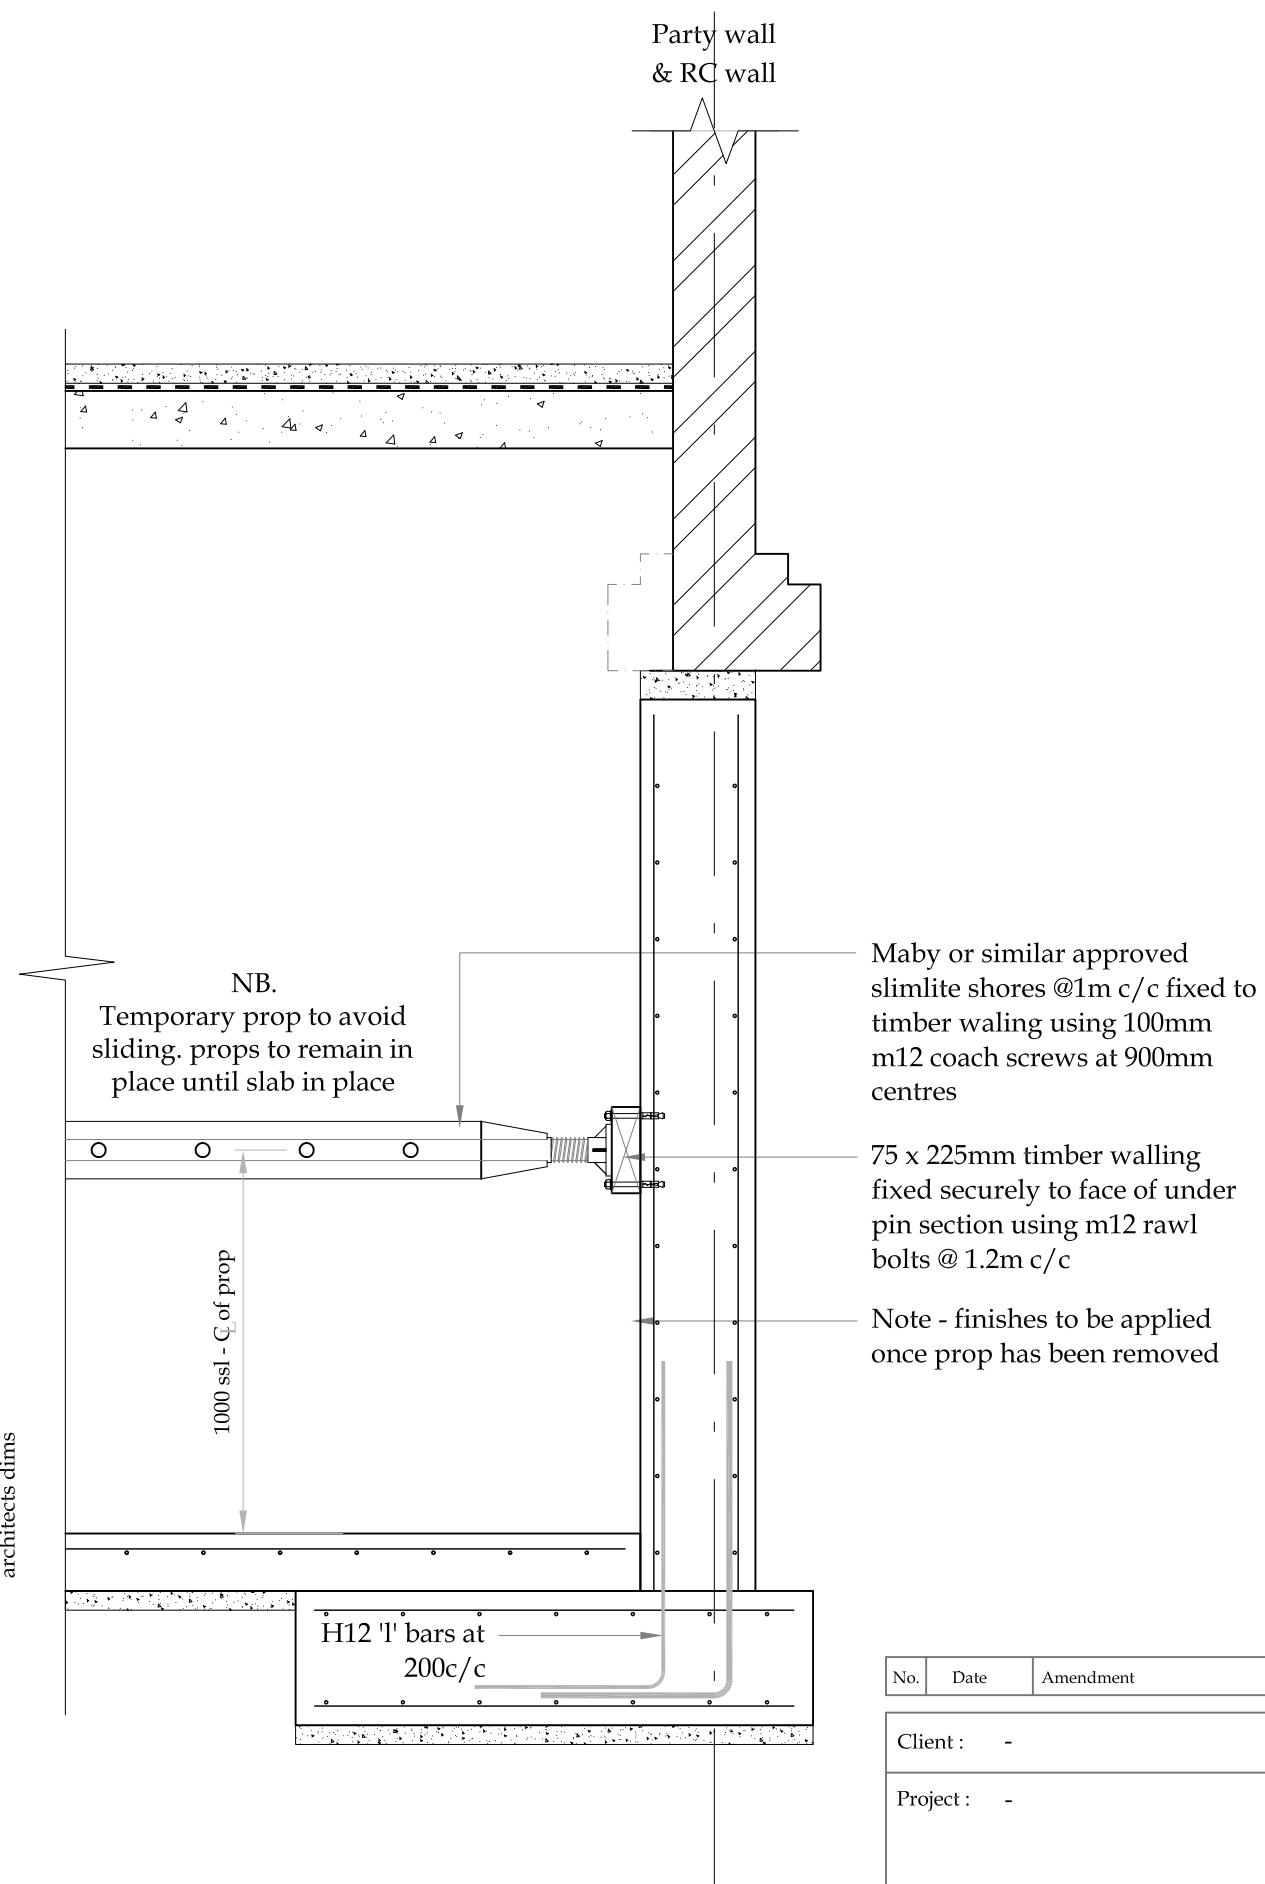 Party wall
& RC wall
NB.
Temporary prop to avoid
sliding. props to remain in
place until slab in place
Maby or similar approved
slimlite shores @1m c/c fixed to
timber waling using 100mm
m12 coach screws at 900mm
centres
75 x 225mm timber walling
fixed securely to face of under
pin section using m12 rawl
bolts @ 1.2m c/c
Note - finishes to be applied
once prop has been removed
1000 ssl - CL of prop
architects dims
H12 'l' bars at
200c/c
No. Date Amendment
Client : -
Project : -